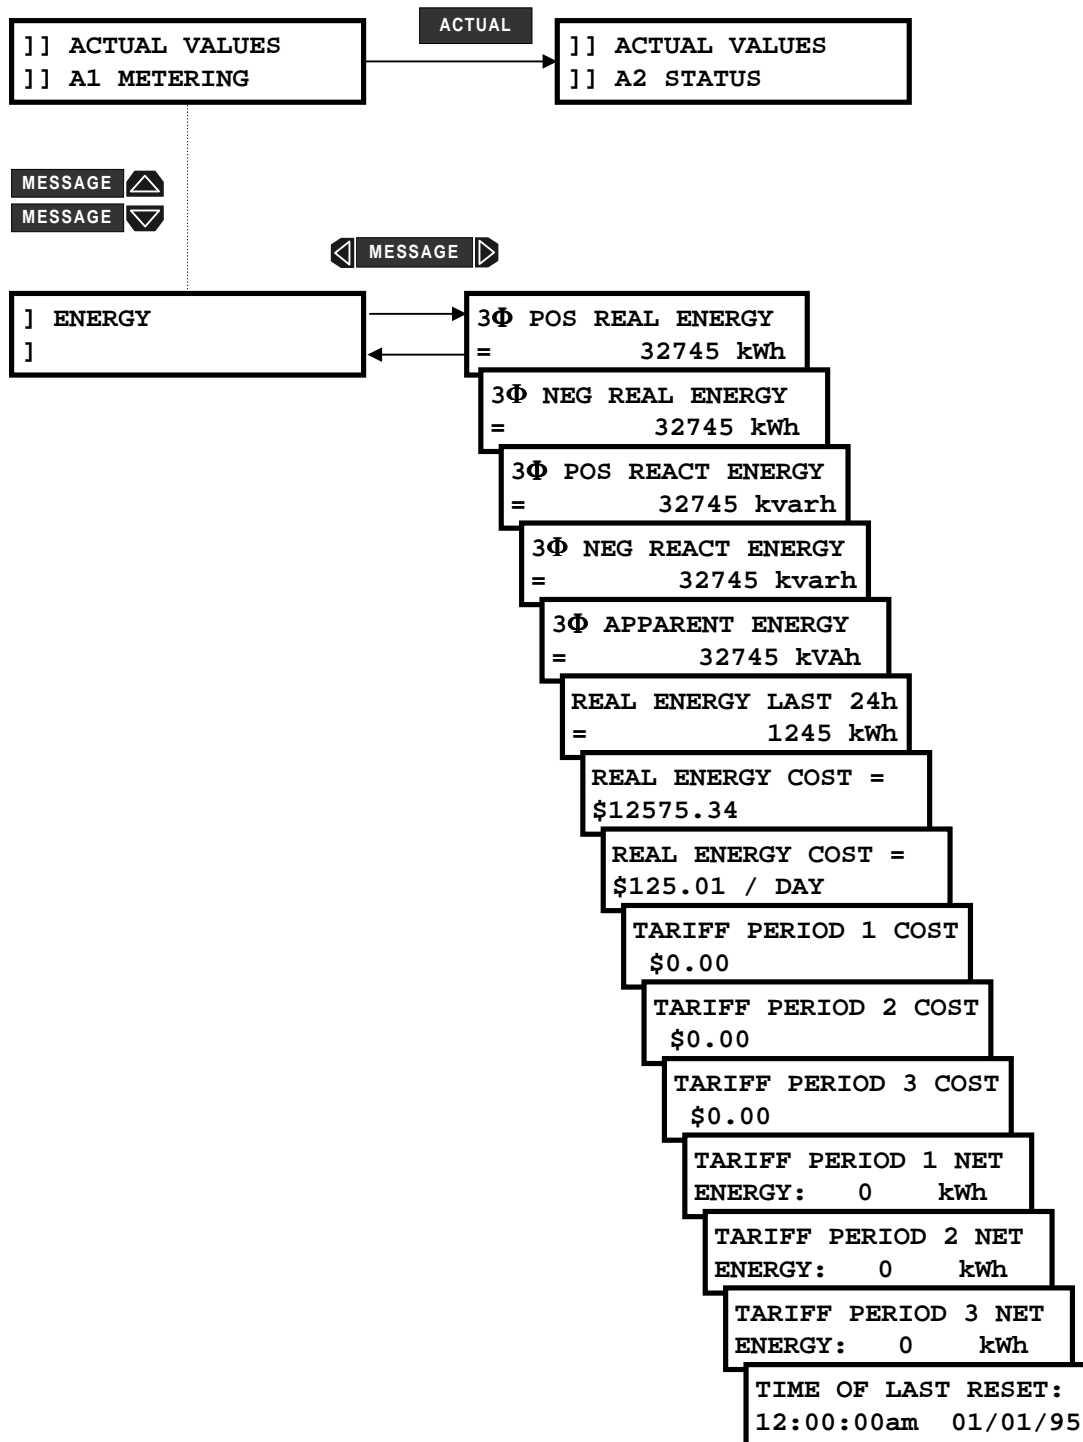 ACTUAL
]] ACTUAL VALUES
]] A1 METERING
]] ACTUAL VALUES
]] A2 STATUS
MESSAGE
MESSAGE
MESSAGE
] ENERGY
]
3Φ POS REAL ENERGY
= 32745 kWh
3Φ NEG REAL ENERGY
= 32745 kWh
3Φ POS REACT ENERGY
= 32745 kvarh
3Φ NEG REACT ENERGY
= 32745 kvarh
3Φ APPARENT ENERGY
= 32745 kVAh
REAL ENERGY LAST 24h
= 1245 kWh
REAL ENERGY COST =
$12575.34
REAL ENERGY COST =
$125.01 / DAY
TARIFF PERIOD 1 COST
$0.00
TARIFF PERIOD 2 COST
$0.00
TARIFF PERIOD 3 COST
$0.00
TARIFF PERIOD 1 NET
ENERGY: 0 kWh
TARIFF PERIOD 2 NET
ENERGY: 0 kWh
TARIFF PERIOD 3 NET
ENERGY: 0 kWh
TIME OF LAST RESET:
12:00:00am 01/01/95